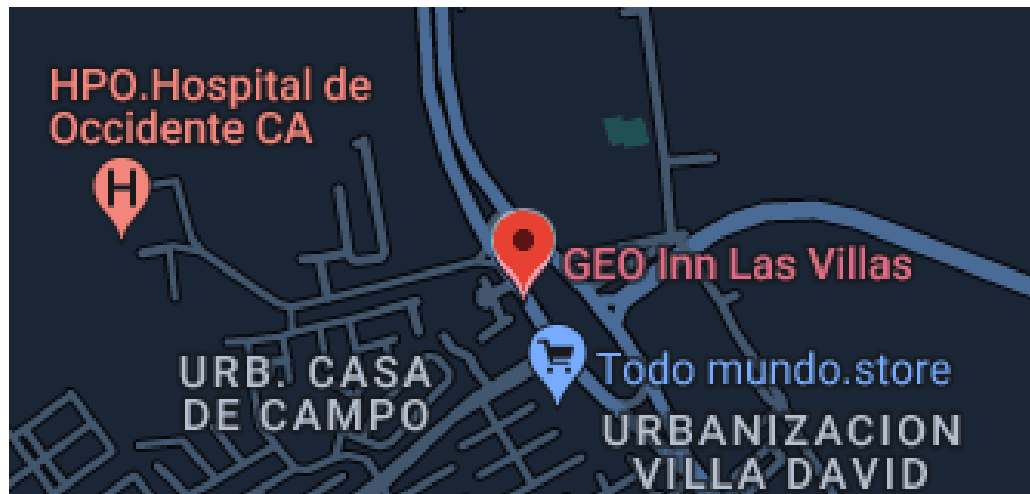 HPO.Hospital de
Occidente CA
H
GEO Inn Las Villas
Todo mundo.store
URB. CASA
DE CAMPO
URBANIZACION
VILLA DAVID